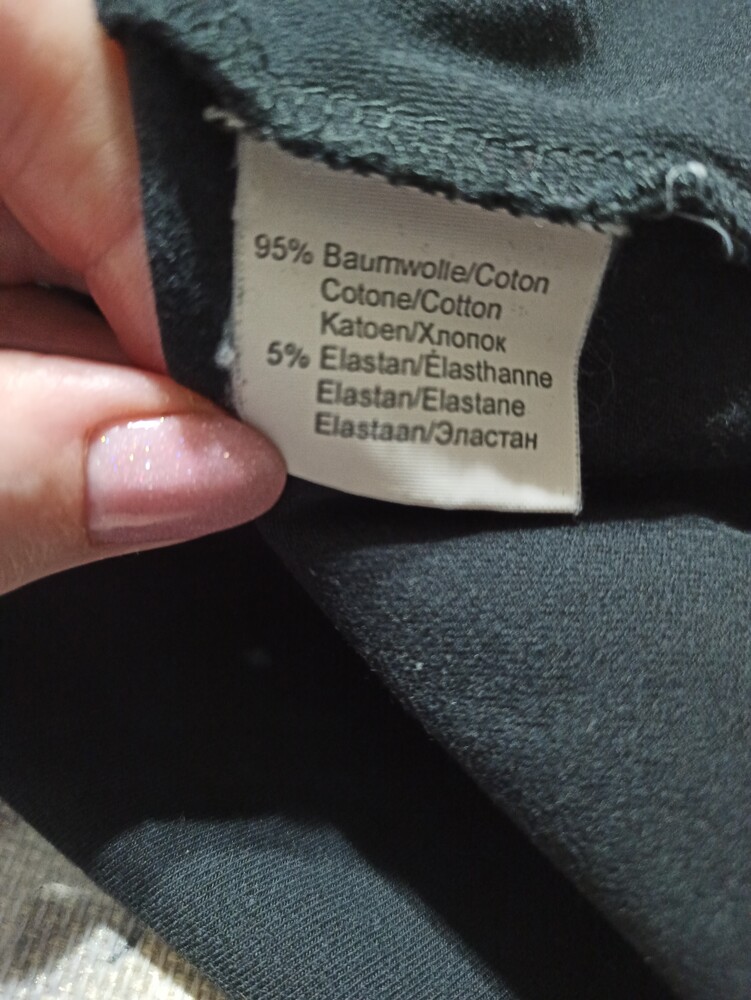 95% Baumwolle/Coton
Cotone/Cotton
Katoen/Хлопок
5% Elastan/Élasthanne
Elastan/Elastane
Elastaan/Эластан